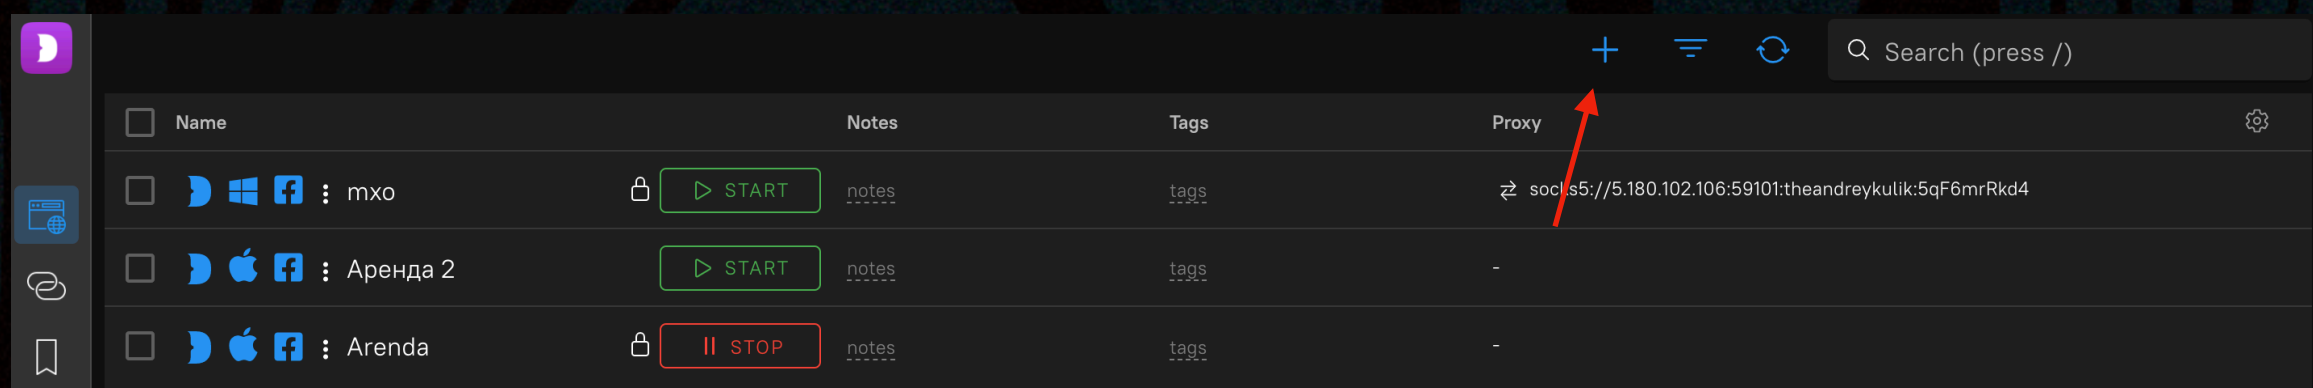 Search (press /)
Name Notes Tags Proxy
mxo START notes tags socks5://5.180.102.106:59101:theandreykulik:5qF6mrRkd4
Аренда 2 START notes tags -
Arenda STOP notes tags -